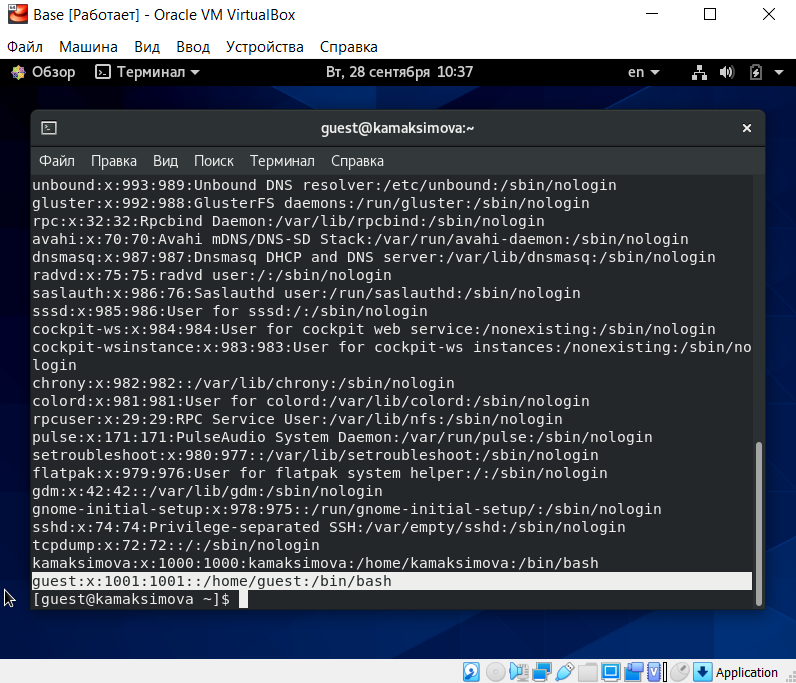 Base [Работает] - Oracle VM VirtualBox
Файл Машина Вид Ввод Устройства Справка
Обзор Терминал Вт, 28 сентября 10:37 en
guest@kamaksimova:~
Файл Правка Вид Поиск Терминал Справка
unbound:x:993:989:Unbound DNS resolver:/etc/unbound:/sbin/nologin
gluster:x:992:988:GlusterFS daemons:/run/gluster:/sbin/nologin
rpc:x:32:32:Rpcbind Daemon:/var/lib/rpcbind:/sbin/nologin
avahi:x:70:70:Avahi mDNS/DNS-SD Stack:/var/run/avahi-daemon:/sbin/nologin
dnsmasq:x:987:987:Dnsmasq DHCP and DNS server:/var/lib/dnsmasq:/sbin/nologin
radvd:x:75:75:radvd user:/:/sbin/nologin
saslauth:x:986:76:Saslauthd user:/run/saslauthd:/sbin/nologin
sssd:x:985:986:User for sssd:/:/sbin/nologin
cockpit-ws:x:984:984:User for cockpit web service:/nonexisting:/sbin/nologin
cockpit-wsinstance:x:983:983:User for cockpit-ws instances:/nonexisting:/sbin/no
login
chrony:x:982:982::/var/lib/chrony:/sbin/nologin
colord:x:981:981:User for colord:/var/lib/colord:/sbin/nologin
rpcuser:x:29:29:RPC Service User:/var/lib/nfs:/sbin/nologin
pulse:x:171:171:PulseAudio System Daemon:/var/run/pulse:/sbin/nologin
setroubleshoot:x:980:977::/var/lib/setroubleshoot:/sbin/nologin
flatpak:x:979:976:User for flatpak system helper:/:/sbin/nologin
gdm:x:42:42::/var/lib/gdm:/sbin/nologin
gnome-initial-setup:x:978:975::/run/gnome-initial-setup/:/sbin/nologin
sshd:x:74:74:Privilege-separated SSH:/var/empty/sshd:/sbin/nologin
tcpdump:x:72:72::/:/sbin/nologin
kamaksimova:x:1000:1000:kamaksimova:/home/kamaksimova:/bin/bash
guest:x:1001:1001::/home/guest:/bin/bash
[guest@kamaksimova ~]$
Application